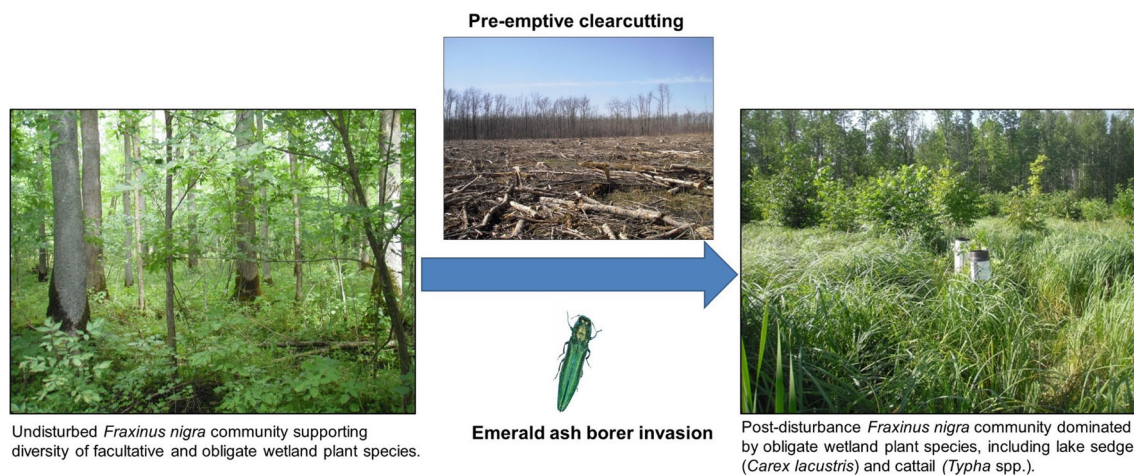 Pre-emptive clearcutting
Undisturbed Fraxinus nigra community supporting
diversity of facultative and obligate wetland plant species.
Emerald ash borer invasion
Post-disturbance Fraxinus nigra community dominated
by obligate wetland plant species, including lake sedge
(Carex lacustris) and cattail (Typha spp.).